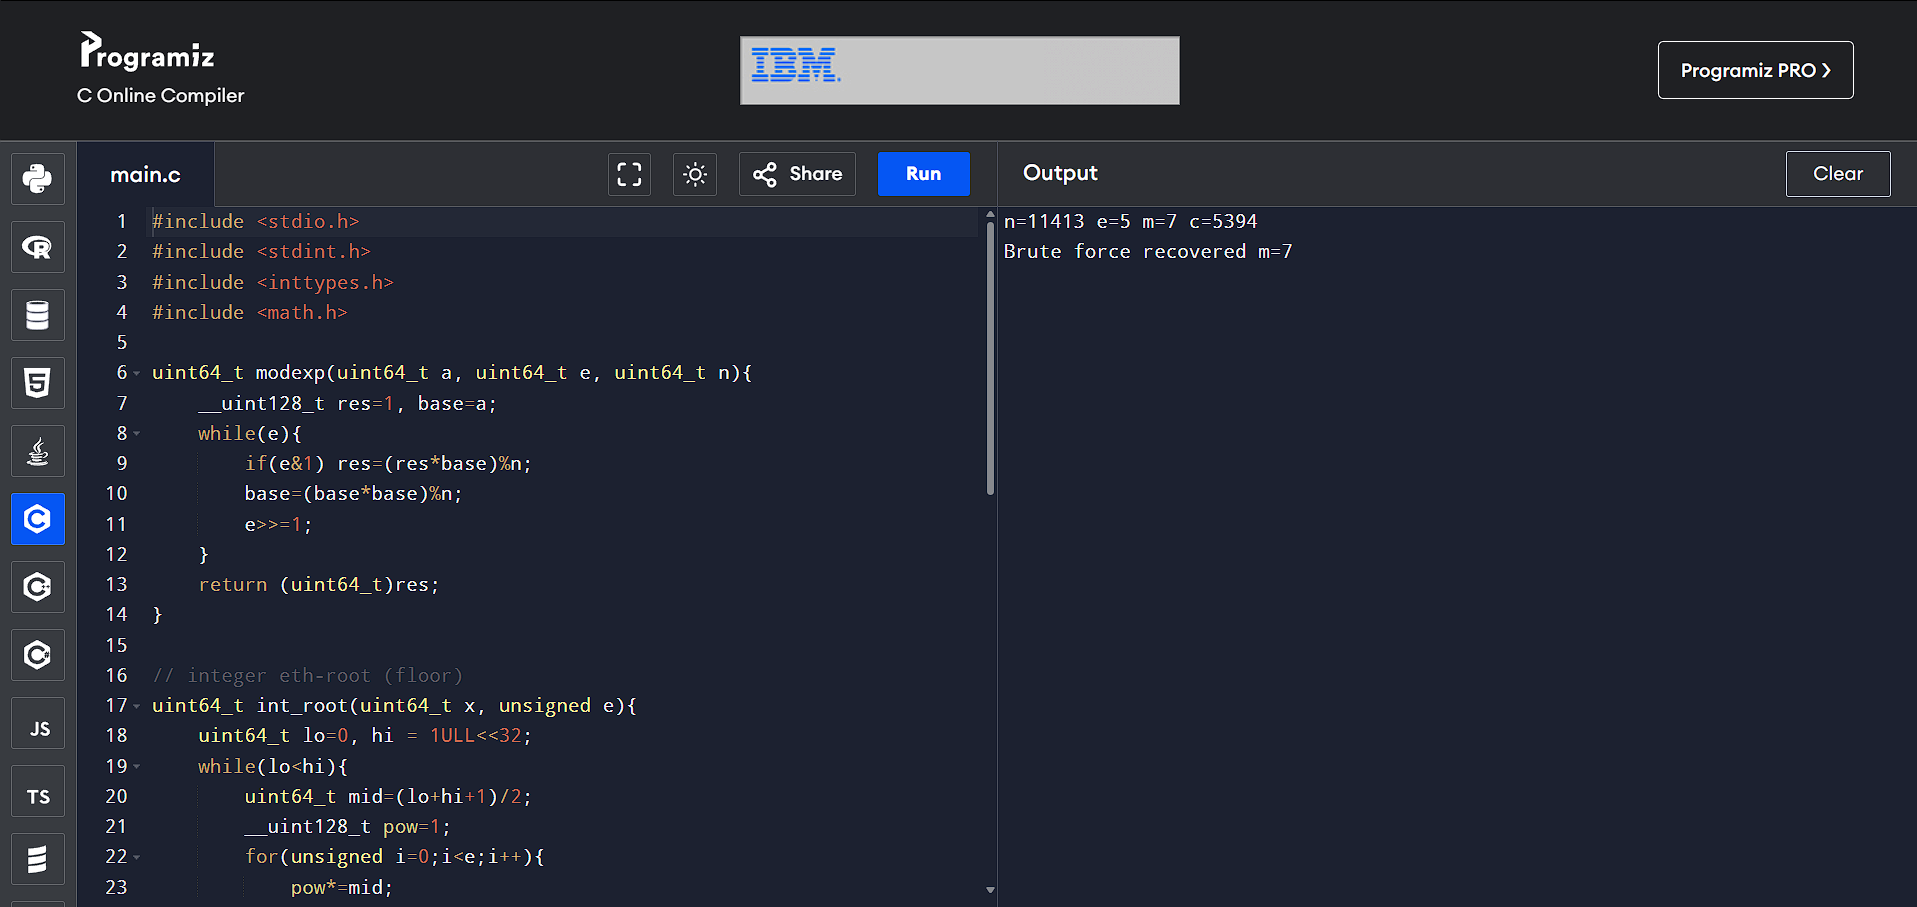 Programiz
C Online Compiler
IBM.
Programiz PRO ❯
main.c
Share
Run
Output
Clear
1 #include <stdio.h>
2 #include <stdint.h>
3 #include <inttypes.h>
4 #include <math.h>
5
6 uint64_t modexp(uint64_t a, uint64_t e, uint64_t n){
7     __uint128_t res=1, base=a;
8     while(e){
9         if(e&1) res=(res*base)%n;
10         base=(base*base)%n;
11         e>>=1;
12     }
13     return (uint64_t)res;
14 }
15
16 // integer eth-root (floor)
17 uint64_t int_root(uint64_t x, unsigned e){
18     uint64_t lo=0, hi = 1ULL<<32;
19     while(lo<hi){
20         uint64_t mid=(lo+hi+1)/2;
21         __uint128_t pow=1;
22         for(unsigned i=0;i<e;i++){
23             pow*=mid;
n=11413 e=5 m=7 c=5394
Brute force recovered m=7
R
5
C
C
C#
JS
TS